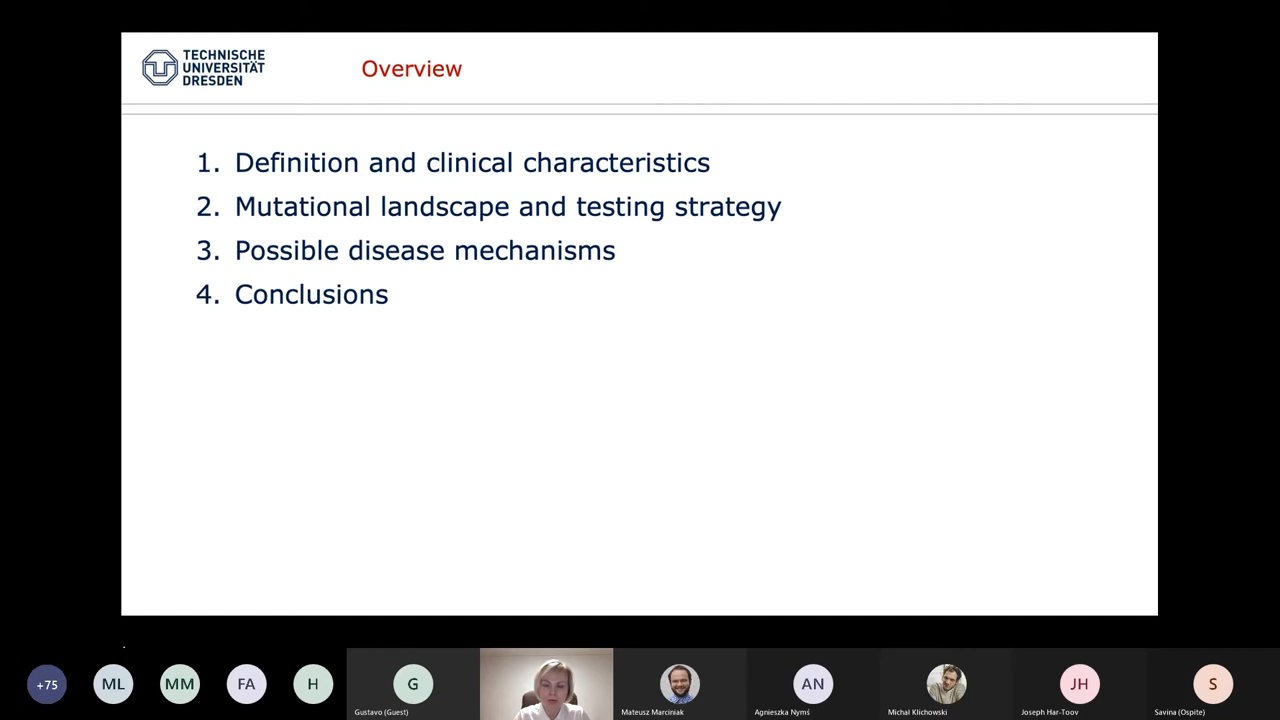 TECHNISCHE
UNIVERSITÄT
DRESDEN
Overview
1. Definition and clinical characteristics
2. Mutational landscape and testing strategy
3. Possible disease mechanisms
4. Conclusions
+75
ML
MM
FA
H
G
AN
JH
S
Gustavo (Guest)
Mateusz Marciniak
Agnieszka Nymś
Michał Klichowski
Joseph Har-Toov
Savina (Ospite)